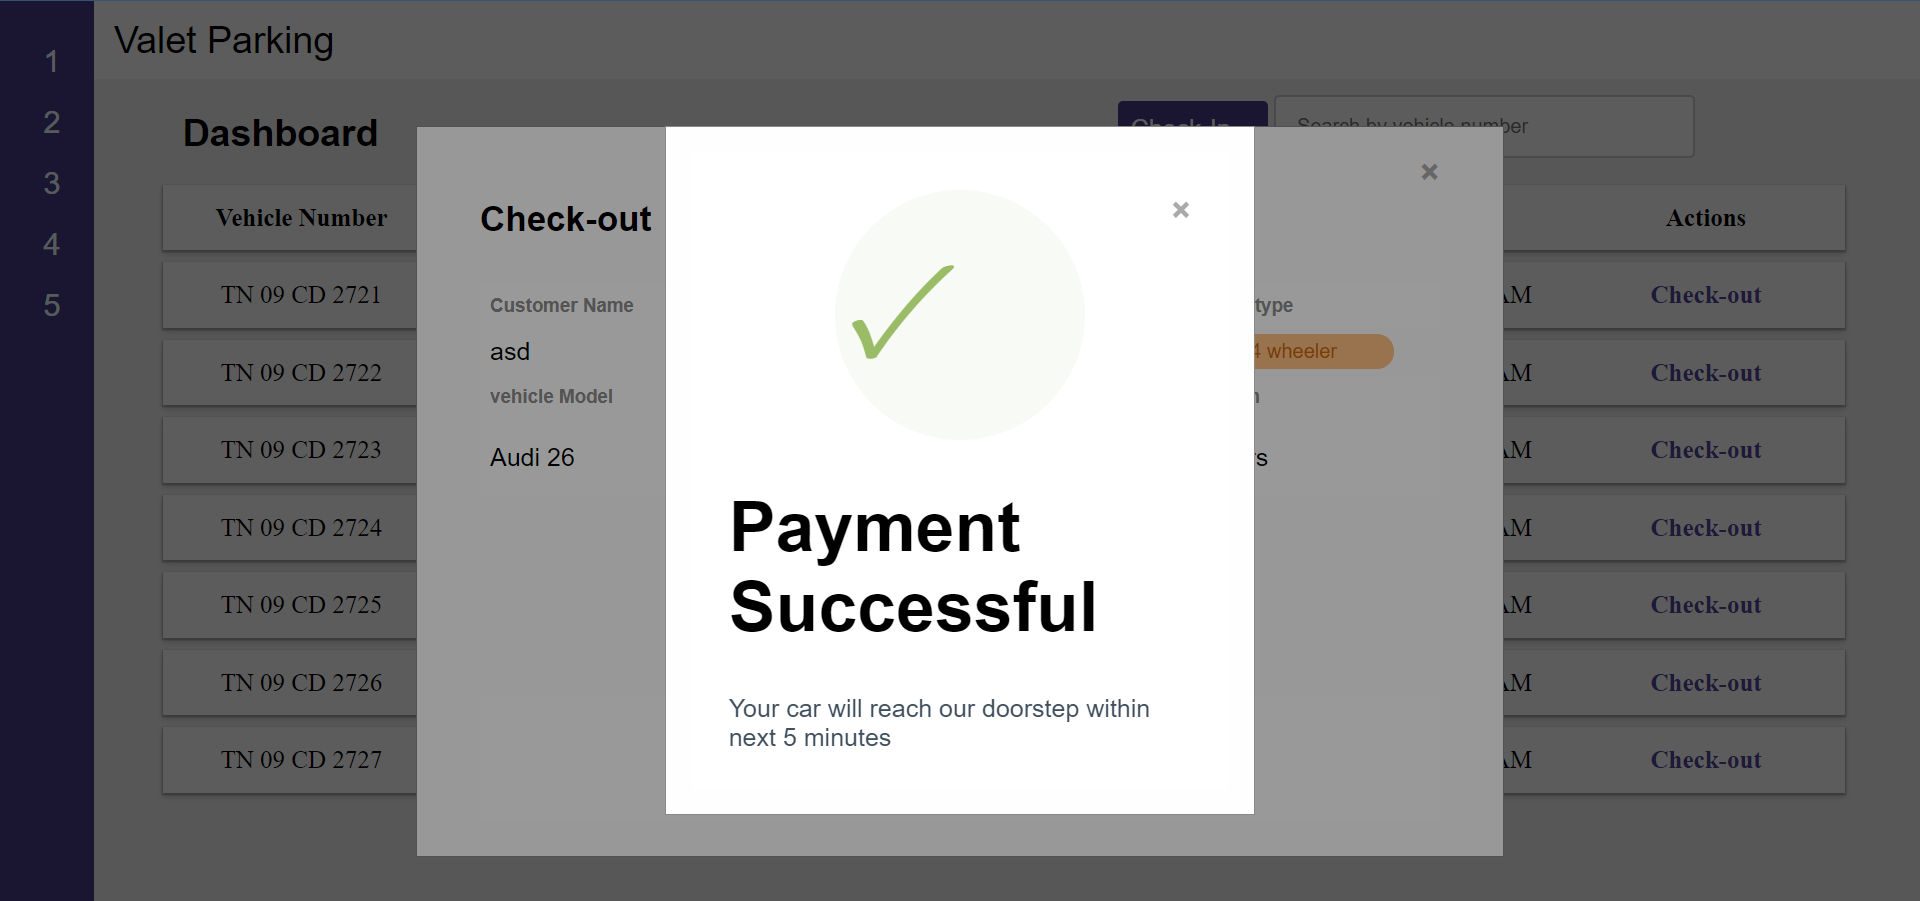 Valet Parking
1
2
3
4
5
Dashboard
Check-In
Search by vehicle number
Vehicle Number
Actions
TN 09 CD 2721
AM
Check-out
TN 09 CD 2722
AM
Check-out
TN 09 CD 2723
AM
Check-out
TN 09 CD 2724
AM
Check-out
TN 09 CD 2725
AM
Check-out
TN 09 CD 2726
AM
Check-out
TN 09 CD 2727
AM
Check-out
×
Check-out
Customer Name
type
asd
4 wheeler
vehicle Model
Audi 26
×
✓
Payment
Successful
Your car will reach our doorstep within
next 5 minutes